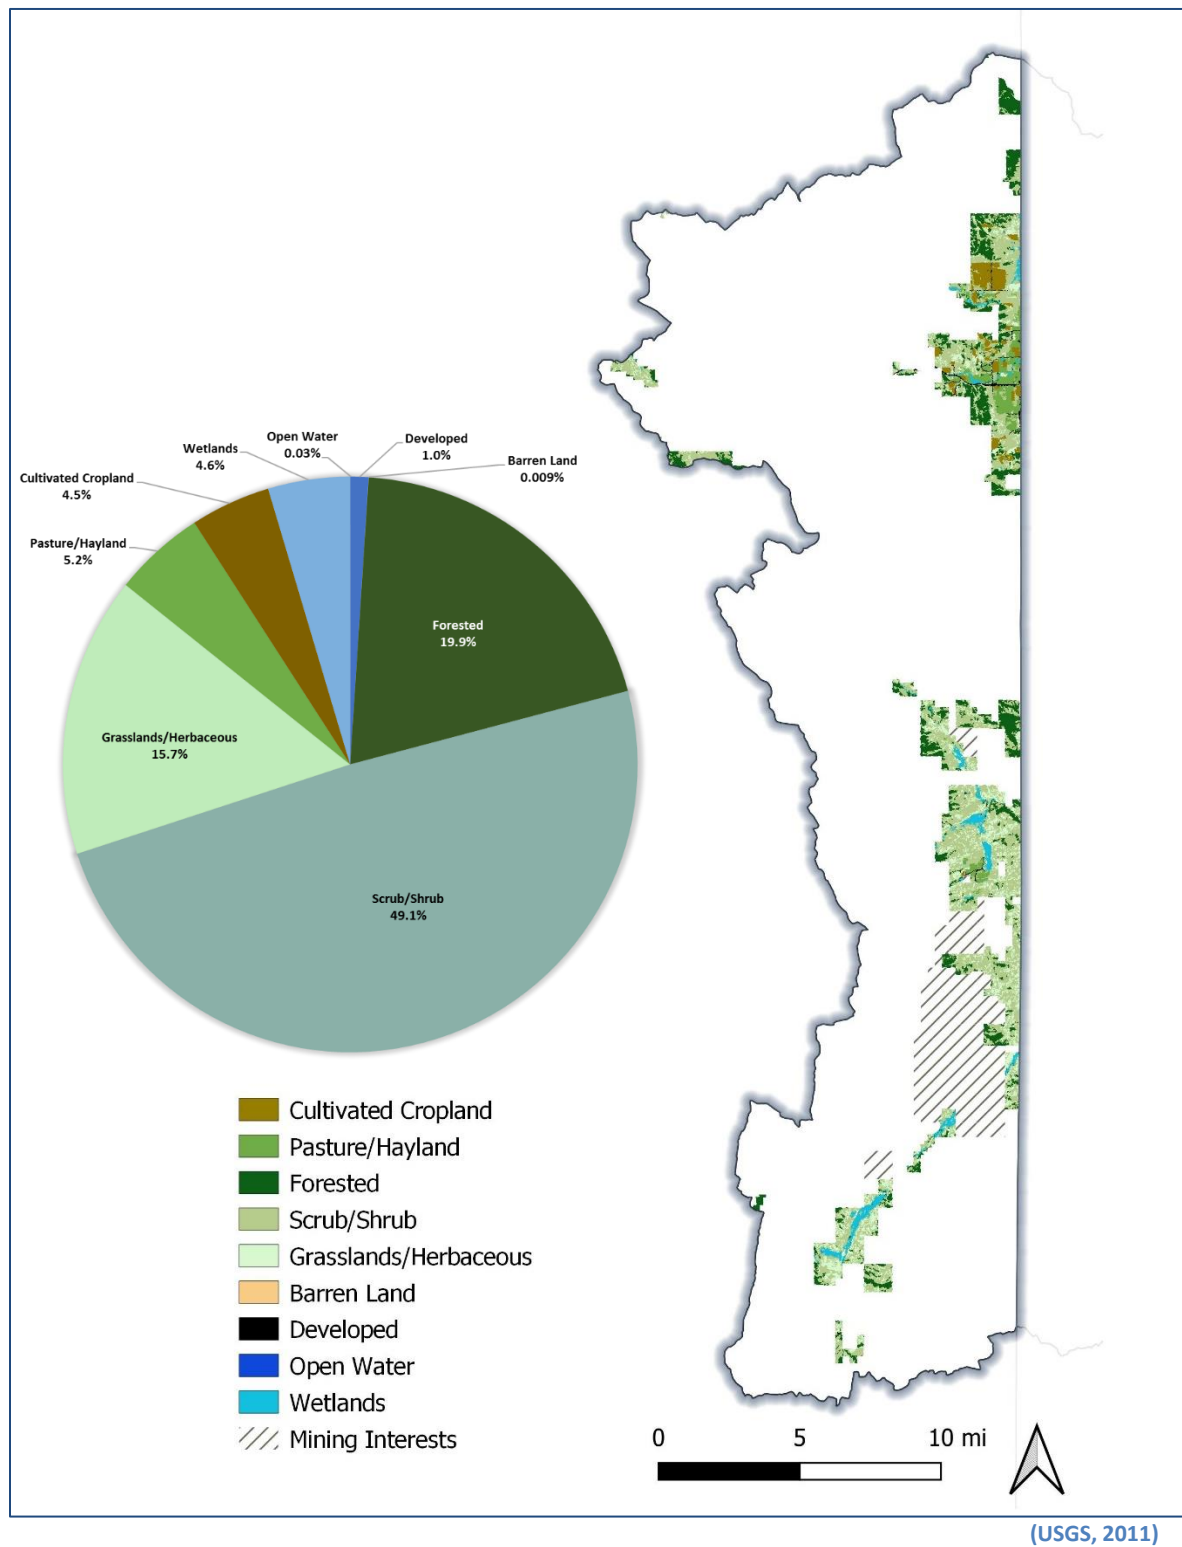 Open Water
0.03%
Developed
1.0%
Wetlands
4.6%
Barren Land
0.009%
Cultivated Cropland
4.5%
Pasture/Hayland
5.2%
Forested
19.9%
Grasslands/Herbaceous
15.7%
Scrub/Shrub
49.1%
Cultivated Cropland
Pasture/Hayland
Forested
Scrub/Shrub
Grasslands/Herbaceous
Barren Land
Developed
Open Water
Wetlands
Mining Interests
0 5 10 mi
(USGS, 2011)